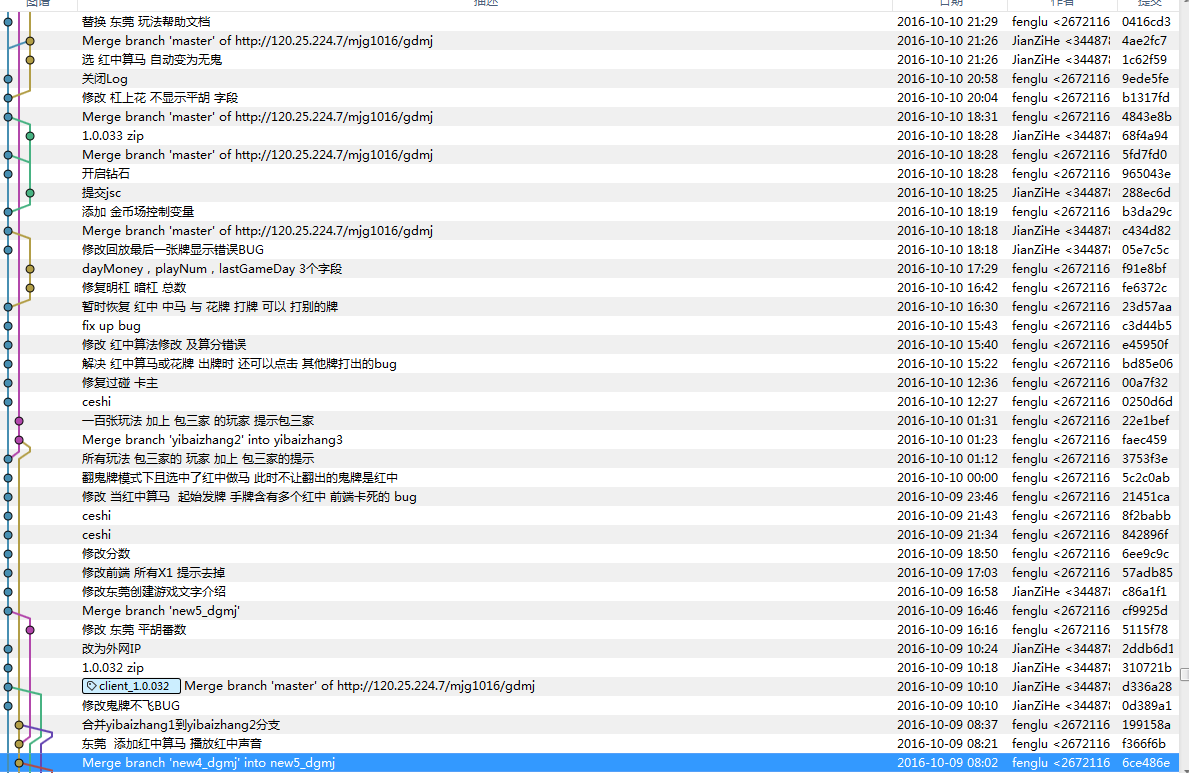 图谱 描述 日期 作者 提交
替换 东莞 玩法帮助文档 2016-10-10 21:29 fenglu <2672116 0416cd3
Merge branch 'master' of http://120.25.224.7/mjg1016/gdmj 2016-10-10 21:26 JianZiHe <34487 4ae2fc7
选 红中算马 自动变为无鬼 2016-10-10 21:26 JianZiHe <34487 1c62f59
关闭Log 2016-10-10 20:58 fenglu <2672116 9ede5fe
修改 杠上花 不显示平胡 字段 2016-10-10 20:04 fenglu <2672116 b1317fd
Merge branch 'master' of http://120.25.224.7/mjg1016/gdmj 2016-10-10 18:31 fenglu <2672116 4843e8b
1.0.033 zip 2016-10-10 18:28 JianZiHe <34487 68f4a94
Merge branch 'master' of http://120.25.224.7/mjg1016/gdmj 2016-10-10 18:28 JianZiHe <34487 5fd7fd0
开启钻石 2016-10-10 18:28 JianZiHe <34487 965043e
提交jsc 2016-10-10 18:25 JianZiHe <34487 288ec6d
添加 金币场控制变量 2016-10-10 18:19 fenglu <2672116 b3da29c
Merge branch 'master' of http://120.25.224.7/mjg1016/gdmj 2016-10-10 18:18 JianZiHe <34487 c434d82
修改回放最后一张牌显示错误BUG 2016-10-10 18:18 JianZiHe <34487 05e7c5c
dayMoney，playNum，lastGameDay 3个字段 2016-10-10 17:29 fenglu <2672116 f91e8bf
修复明杠 暗杠 总数 2016-10-10 16:42 fenglu <2672116 fe6372c
暂时恢复 红中 中马 与 花牌 打牌 可以 打别的牌 2016-10-10 16:30 fenglu <2672116 23d57aa
fix up bug 2016-10-10 15:43 fenglu <2672116 c3d44b5
修改 红中算法修改 及算分错误 2016-10-10 15:40 fenglu <2672116 e45950f
解决 红中算马或花牌 出牌时 还可以点击 其他牌打出的bug 2016-10-10 15:22 fenglu <2672116 bd85e06
修复过碰 卡主 2016-10-10 12:36 fenglu <2672116 00a7f32
ceshi 2016-10-10 12:27 fenglu <2672116 0250d6d
一百张玩法 加上 包三家 的玩家 提示包三家 2016-10-10 01:31 fenglu <2672116 22e1bef
Merge branch 'yibaizhang2' into yibaizhang3 2016-10-10 01:23 fenglu <2672116 faec459
所有玩法 包三家的 玩家 加上 包三家的提示 2016-10-10 01:12 fenglu <2672116 3753f3e
翻鬼牌模式下且选中了红中做马 此时不让翻出的鬼牌是红中 2016-10-10 00:00 fenglu <2672116 5c2c0ab
修改 当红中算马  起始发牌 手牌含有多个红中 前端卡死的 bug 2016-10-09 23:46 fenglu <2672116 21451ca
ceshi 2016-10-09 21:43 fenglu <2672116 8f2babb
ceshi 2016-10-09 21:34 fenglu <2672116 842896f
修改分数 2016-10-09 18:50 fenglu <2672116 6ee9c9c
修改前端 所有X1 提示去掉 2016-10-09 17:03 fenglu <2672116 57adb85
修改东莞创建游戏文字介绍 2016-10-09 16:58 JianZiHe <34487 c86a1f1
Merge branch 'new5_dgmj' 2016-10-09 16:46 fenglu <2672116 cf9925d
修改 东莞 平胡番数 2016-10-09 16:16 fenglu <2672116 5115f78
改为外网IP 2016-10-09 10:24 JianZiHe <34487 2ddb6d1
1.0.032 zip 2016-10-09 10:18 JianZiHe <34487 310721b
client_1.0.032 Merge branch 'master' of http://120.25.224.7/mjg1016/gdmj 2016-10-09 10:10 JianZiHe <34487 d336a28
修改鬼牌不飞BUG 2016-10-09 10:10 JianZiHe <34487 0d389a1
合并yibaizhang1到yibaizhang2分支 2016-10-09 08:37 fenglu <2672116 199158a
东莞  添加红中算马 播放红中声音 2016-10-09 08:21 fenglu <2672116 f366f6b
Merge branch 'new4_dgmj' into new5_dgmj 2016-10-09 08:02 fenglu <2672116 6ce486e